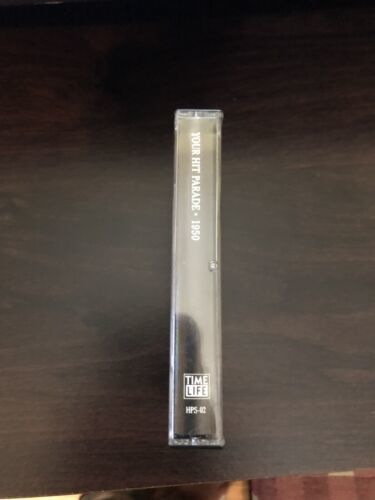 YOUR HIT PARADE • 1950
TIME
LIFE
HPS-02